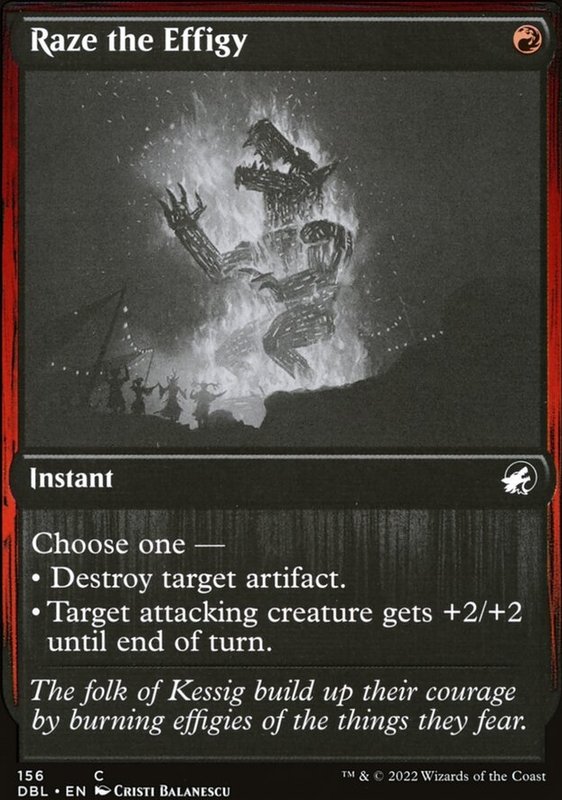 Raze the Effigy
Instant
Choose one —
• Destroy target artifact.
• Target attacking creature gets +2/+2
until end of turn.
The folk of Kessig build up their courage
by burning effigies of the things they fear.
156 C
DBL • EN Cristi Balanescu
™ & © 2022 Wizards of the Coast